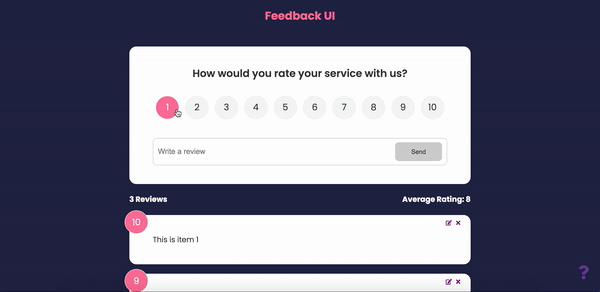 Feedback UI
How would you rate your service with us?
1 2 3 4 5 6 7 8 9 10
Write a review Send
3 Reviews Average Rating: 8
10
This is item 1
9
?